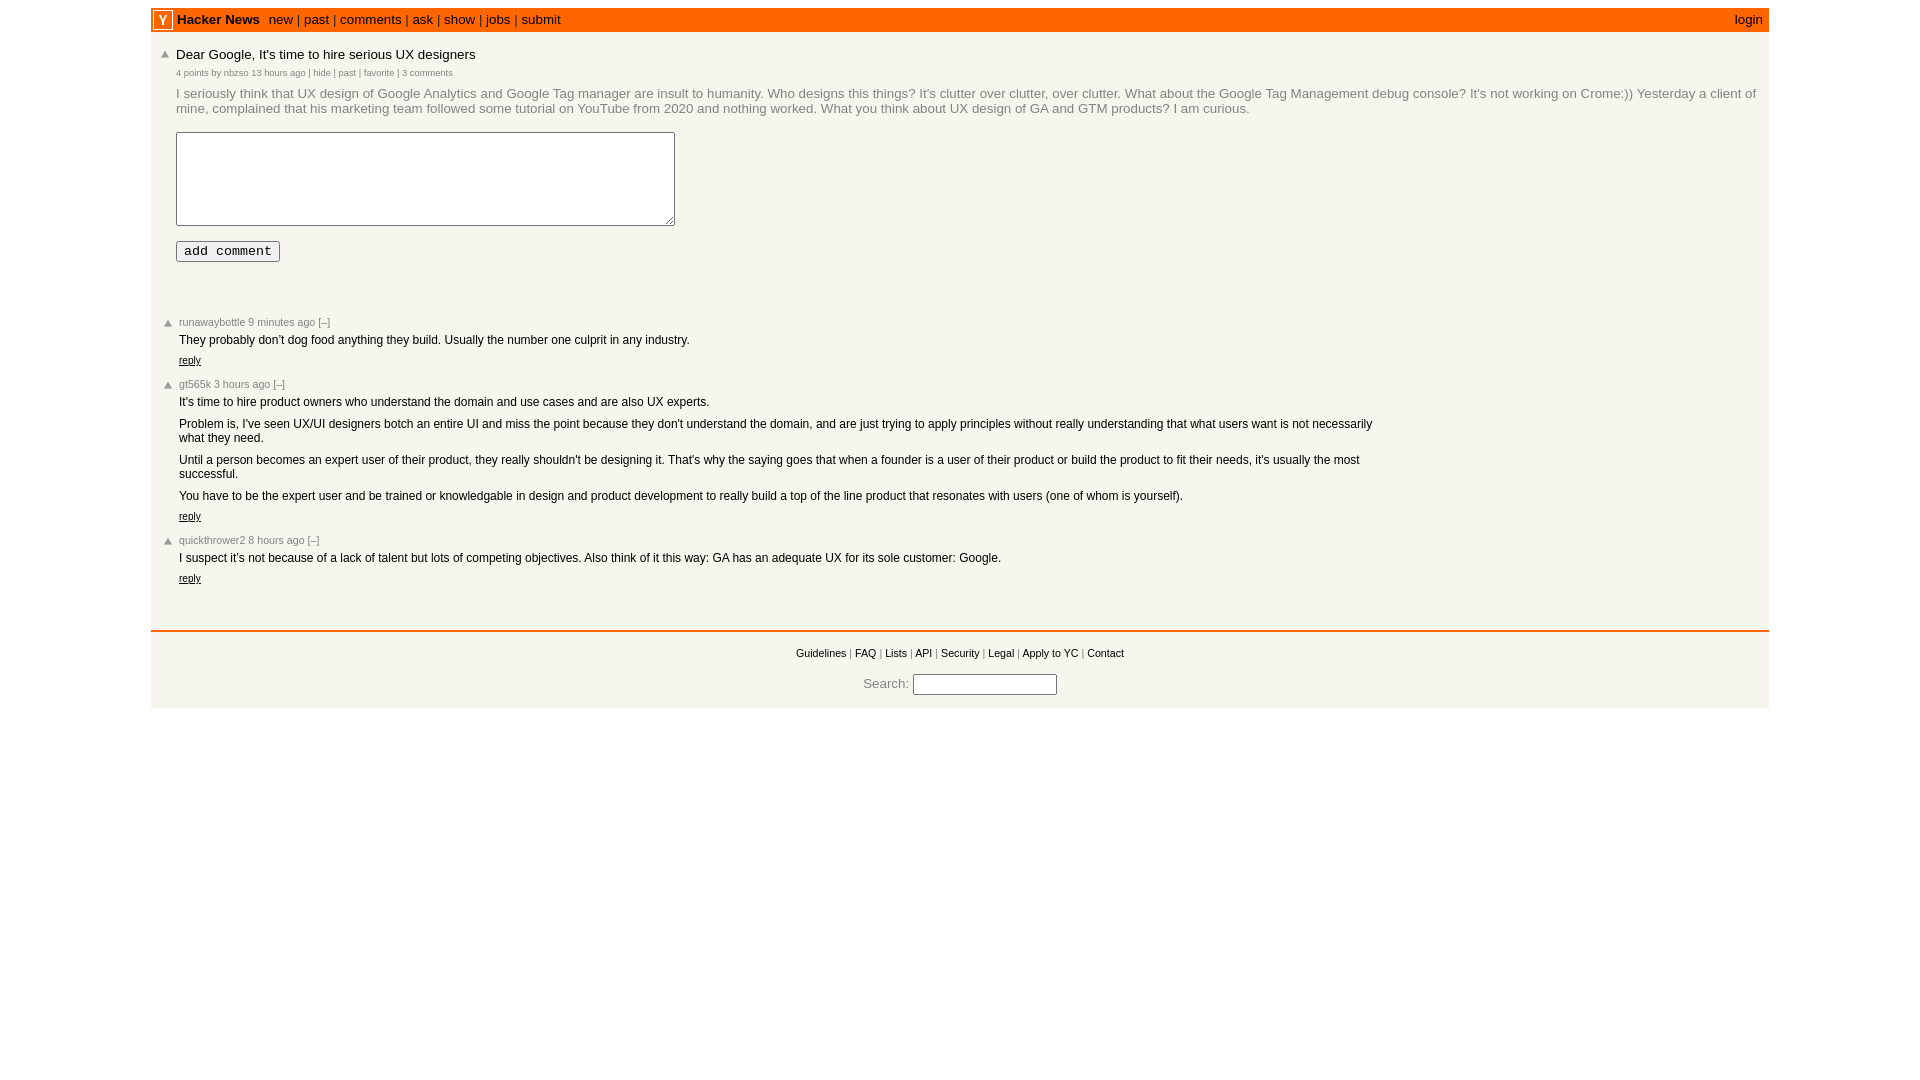 Y Hacker News new | past | comments | ask | show | jobs | submit login
Dear Google, It's time to hire serious UX designers
4 points by nbzso 13 hours ago | hide | past | favorite | 3 comments
I seriously think that UX design of Google Analytics and Google Tag manager are insult to humanity. Who designs this things? It's clutter over clutter, over clutter. What about the Google Tag Management debug console? It's not working on Crome:)) Yesterday a client of
mine, complained that his marketing team followed some tutorial on YouTube from 2020 and nothing worked. What you think about UX design of GA and GTM products? I am curious.
add comment
runawaybottle 9 minutes ago [–]
They probably don’t dog food anything they build. Usually the number one culprit in any industry.
reply
gt565k 3 hours ago [–]
It's time to hire product owners who understand the domain and use cases and are also UX experts.
Problem is, I've seen UX/UI designers botch an entire UI and miss the point because they don't understand the domain, and are just trying to apply principles without really understanding that what users want is not necessarily
what they need.
Until a person becomes an expert user of their product, they really shouldn't be designing it. That's why the saying goes that when a founder is a user of their product or build the product to fit their needs, it's usually the most
successful.
You have to be the expert user and be trained or knowledgable in design and product development to really build a top of the line product that resonates with users (one of whom is yourself).
reply
quickthrower2 8 hours ago [–]
I suspect it’s not because of a lack of talent but lots of competing objectives. Also think of it this way: GA has an adequate UX for its sole customer: Google.
reply
Guidelines | FAQ | Lists | API | Security | Legal | Apply to YC | Contact
Search: